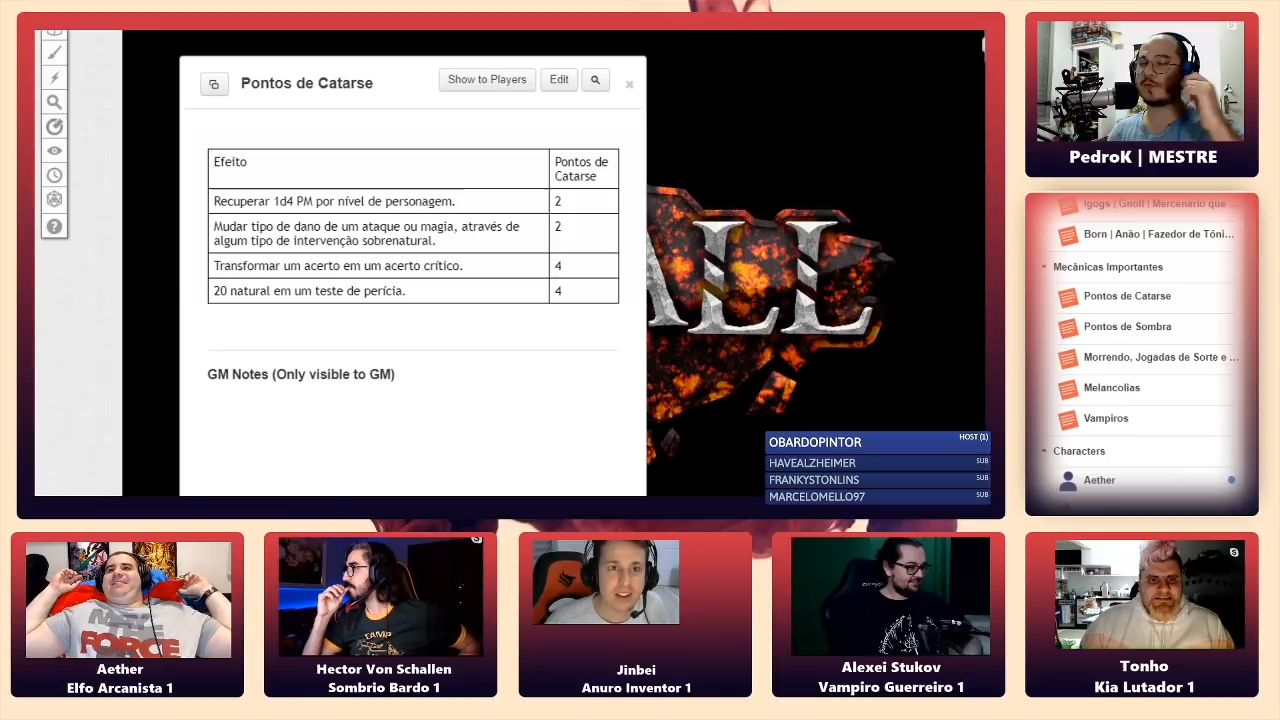 Pontos de Catarse
Show to Players
Edit
Efeito
Pontos de
Catarse
Recuperar 1d4 PM por nível de personagem.
2
Mudar tipo de dano de um ataque ou magia, através de
algum tipo de intervenção sobrenatural.
2
Transformar um acerto em um acerto crítico.
4
20 natural em um teste de perícia.
4
GM Notes (Only visible to GM)
ALL
OBARDOPINTOR
HOST (1)
HAVEALZHEIMER
SUB
FRANKYSTONLINS
SUB
MARCELOMELLO97
SUB
PedroK | MESTRE
Igogs | Gnoll | Mercenário que ...
Born | Anão | Fazedor de Tôni...
Mecânicas Importantes
Pontos de Catarse
Pontos de Sombra
Morrendo, Jogadas de Sorte e ...
Melancolias
Vampiros
Characters
Aether
FORCE
Aether
Elfo Arcanista 1
Hector Von Schallen
Sombrio Bardo 1
Jinbei
Anuro Inventor 1
Alexei Stukov
Vampiro Guerreiro 1
Tonho
Kia Lutador 1